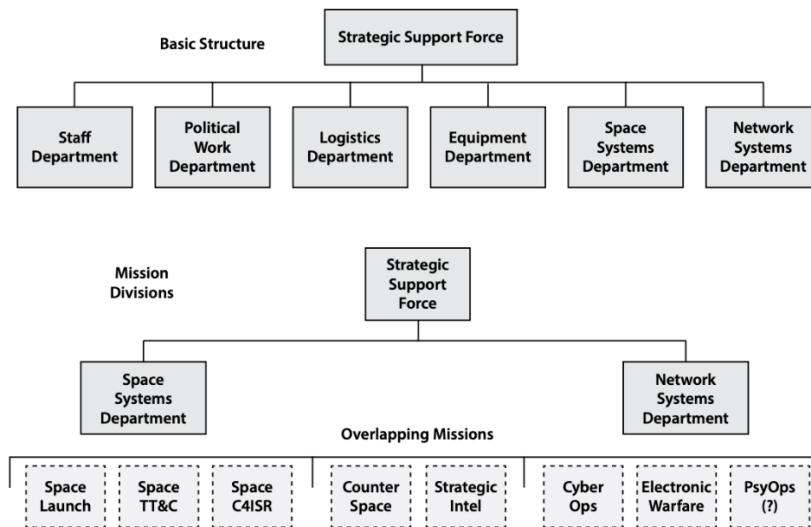 Basic Structure
Strategic Support Force
Staff
Department
Political
Work
Department
Logistics
Department
Equipment
Department
Space
Systems
Department
Network
Systems
Department
Mission
Divisions
Strategic
Support
Force
Space
Systems
Department
Network
Systems
Department
Overlapping Missions
Space
Launch
Space
TT&C
Space
C4ISR
Counter
Space
Strategic
Intel
Cyber
Ops
Electronic
Warfare
PsyOps
(?)